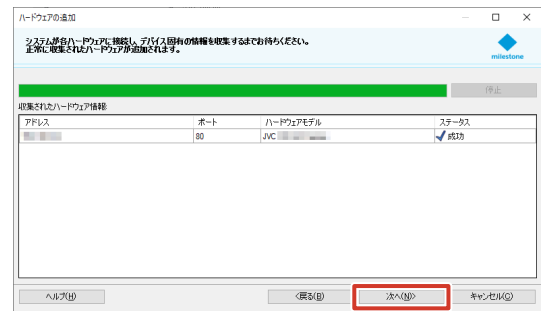 ハードウェアの追加
システムが各ハードウェアに接続し、デバイス固有の情報を収集するまでお待ちください。
正常に収集されたハードウェアが追加されます。
milestone
停止
収集されたハードウェア情報:
アドレス ポート ハードウェアモデル ステータス
80 JVC 成功
ヘルプ(H) <戻る(B) 次へ(N)> キャンセル(C)